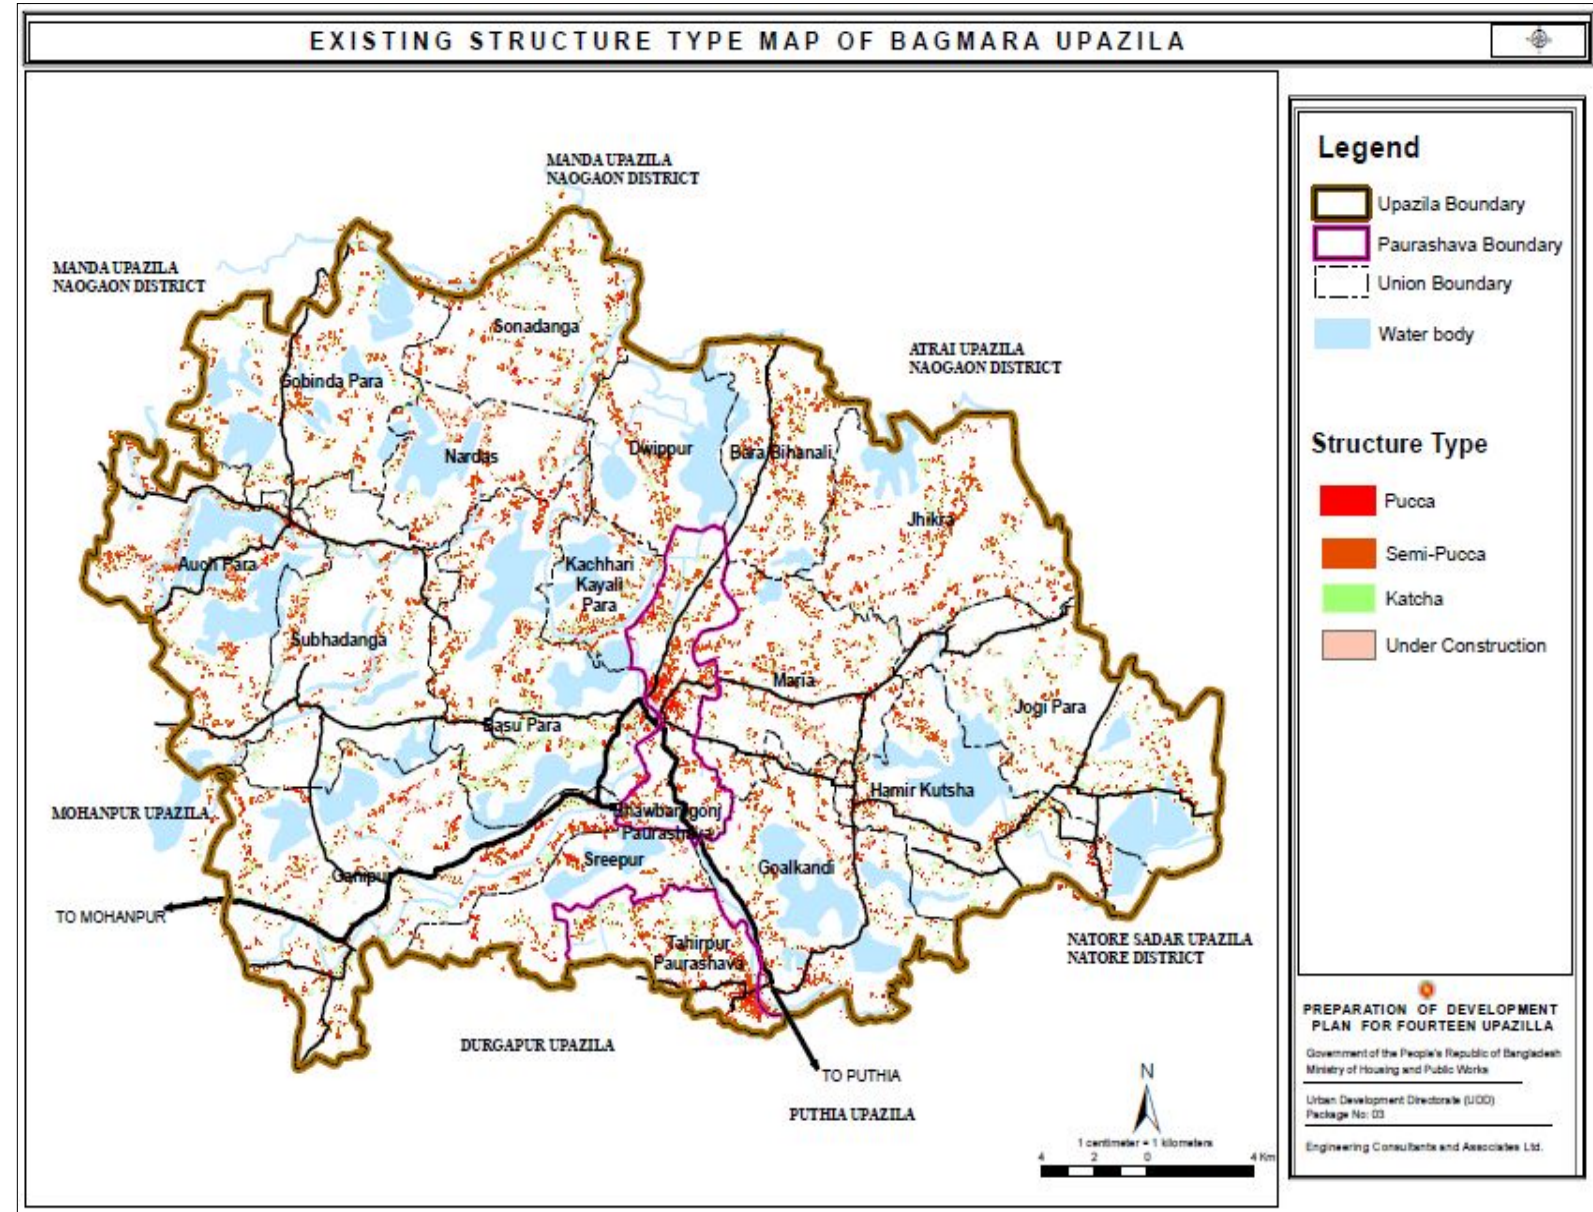 EXISTING STRUCTURE TYPE MAP OF BAGMARA UPAZILA
MANDA UPAZILA
NAOGAON DISTRICT
MANDA UPAZILA
NAOGAON DISTRICT
ATRAI UPAZILA
NAOGAON DISTRICT
Sonadanga
Gobinda Para
Nardas
Dwippur
Bara Bihanali
Jhikra
Auch Para
Kachhari
Kayali
Para
Subhadanga
Maria
Jogi Para
Basu Para
Hamir Kutsha
MOHANPUR UPAZILA
Bhawbanigonj
Paurashava
Sreepur
Goalkandi
Ganipur
TO MOHANPUR
Tahirpur
Paurashava
NATORE SADAR UPAZILA
NATORE DISTRICT
DURGAPUR UPAZILA
TO PUTHIA
PUTHIA UPAZILA
N
1 centimeter = 1 kilometers
4 2 0 4 Km
Legend
Upazila Boundary
Paurashava Boundary
Union Boundary
Water body
Structure Type
Pucca
Semi-Pucca
Katcha
Under Construction
PREPARATION OF DEVELOPMENT
PLAN FOR FOURTEEN UPAZILLA
Government of the People's Republic of Bangladesh
Ministry of Housing and Public Works
Urban Development Directorate (UDD)
Package No: 03
Engineering Consultants and Associates Ltd.